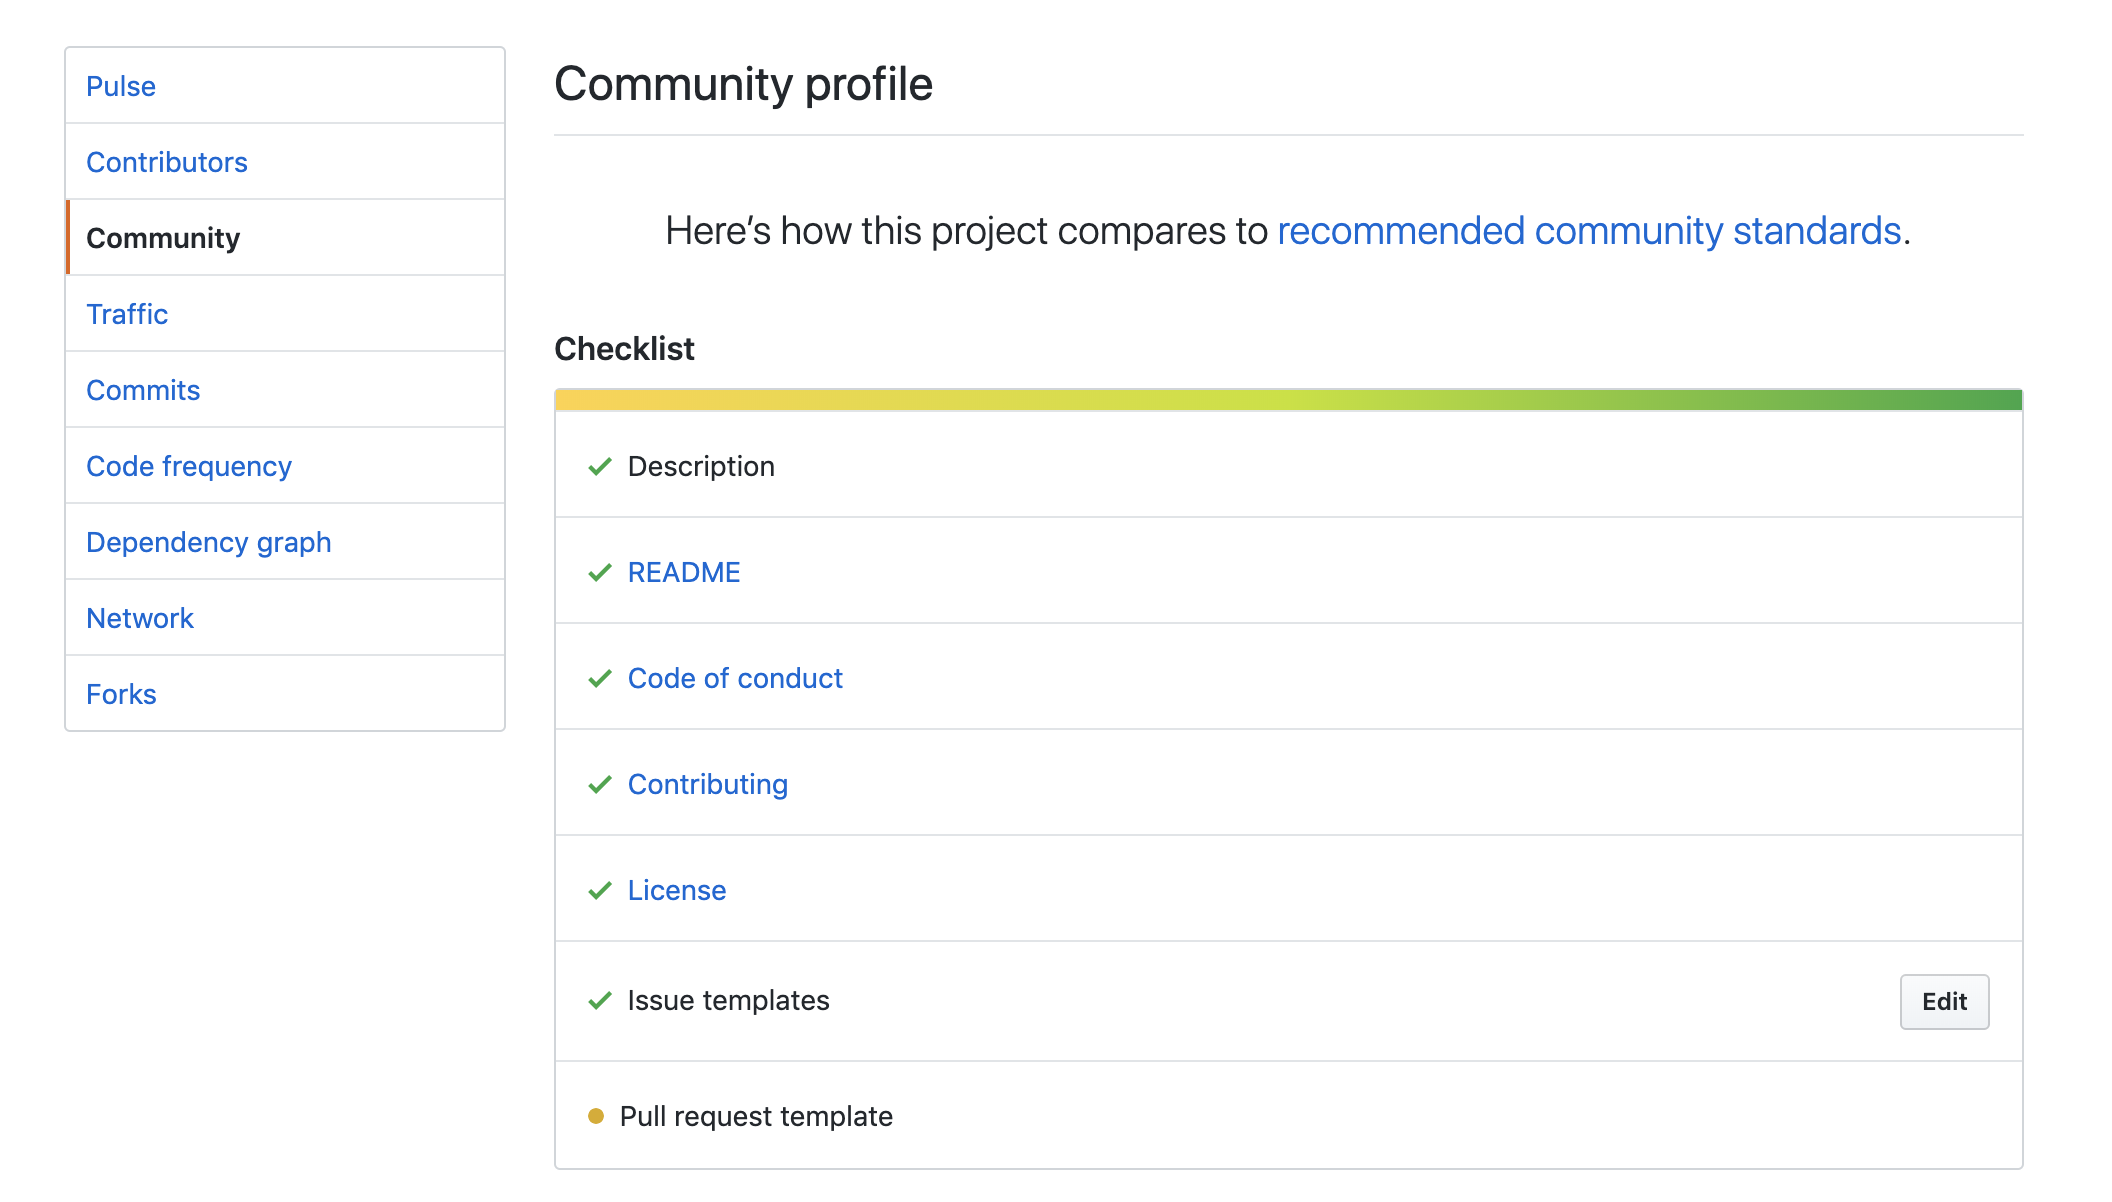 Pulse
Contributors
Community
Traffic
Commits
Code frequency
Dependency graph
Network
Forks
Community profile
Here’s how this project compares to recommended community standards.
Checklist
Description
README
Code of conduct
Contributing
License
Issue templates
Edit
Pull request template